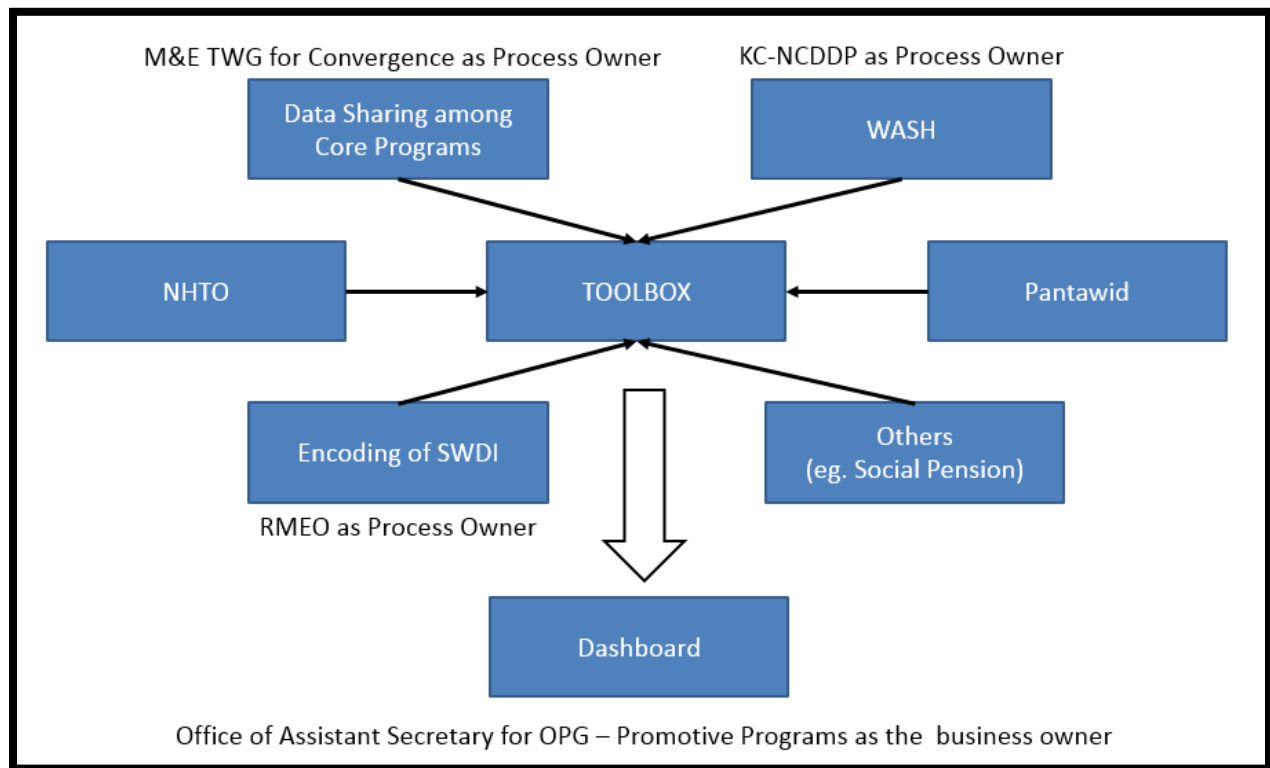 M&E TWG for Convergence as Process Owner
KC-NCDDP as Process Owner
Data Sharing among
Core Programs
WASH
NHTO
TOOLBOX
Pantawid
Encoding of SWDI
Others
(eg. Social Pension)
RMEO as Process Owner
Dashboard
Office of Assistant Secretary for OPG – Promotive Programs as the business owner